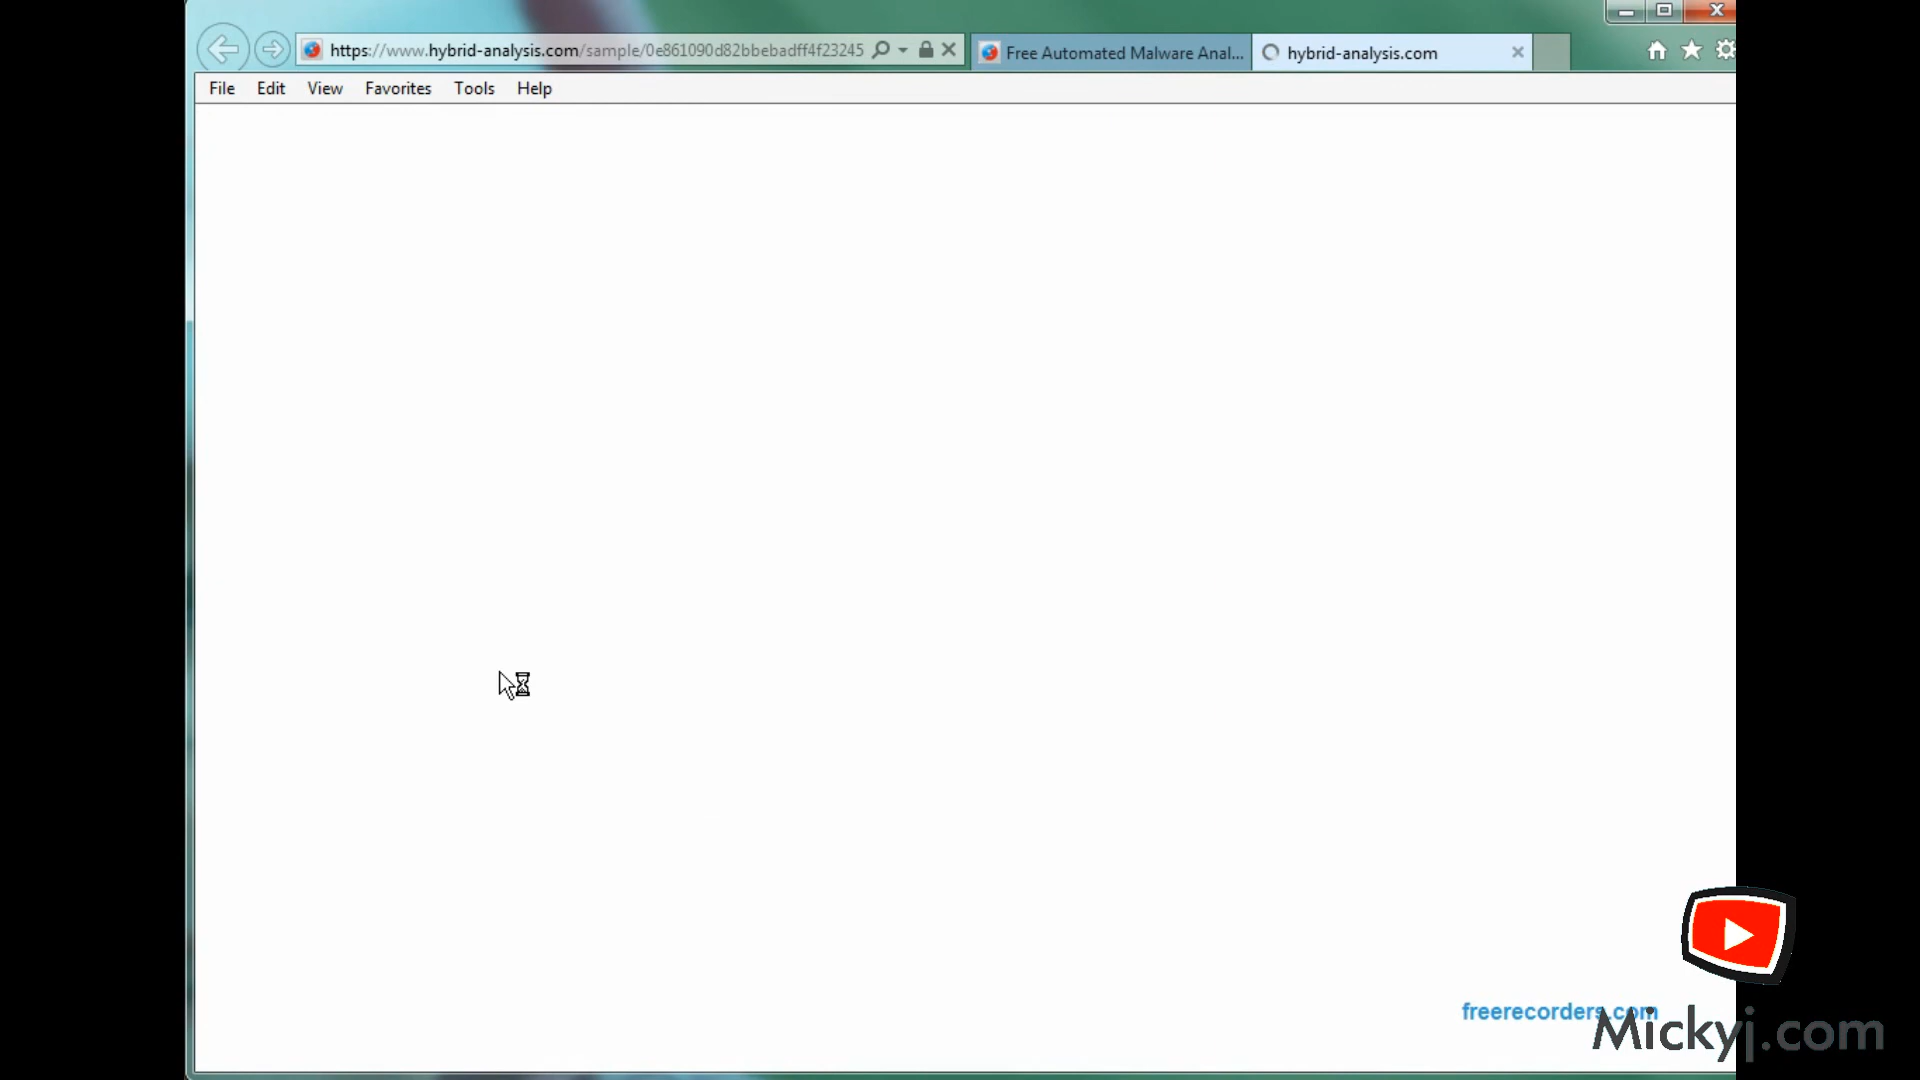 https://www.hybrid-analysis.com/sample/0e861090d82bbebadff4f23245
Free Automated Malware Anal...
hybrid-analysis.com
File Edit View Favorites Tools Help
freerecorders.com
Mickyj.com